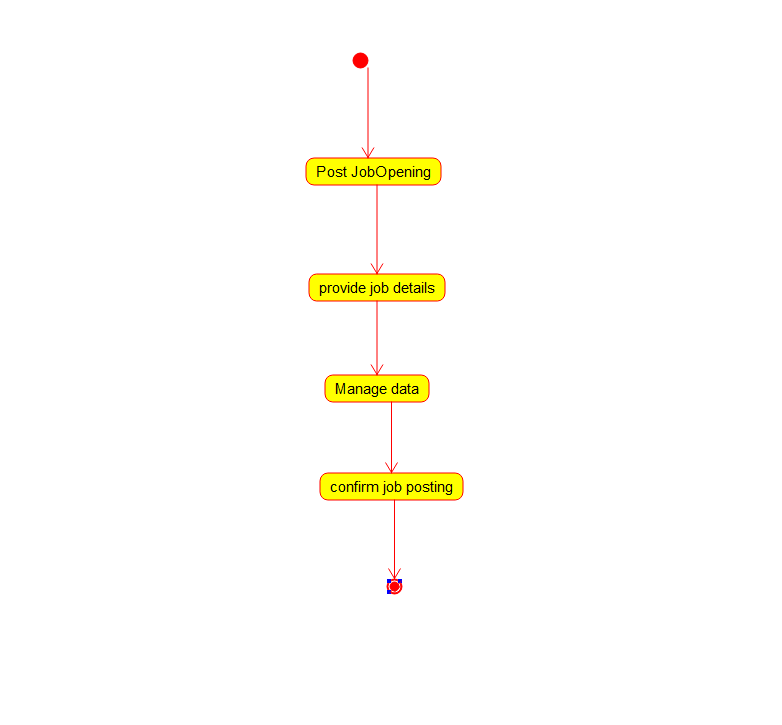 Post JobOpening
provide job details
Manage data
confirm job posting